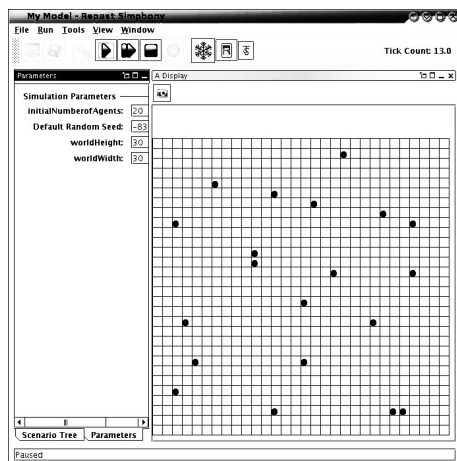 My Model - Repast Simphony
File Run Tools View Window
Tick Count: 13.0
Parameters
A Display
Simulation Parameters
initialNumberofAgents: 20
Default Random Seed: -83
worldHeight: 30
worldWidth: 30
Scenario Tree Parameters
Paused